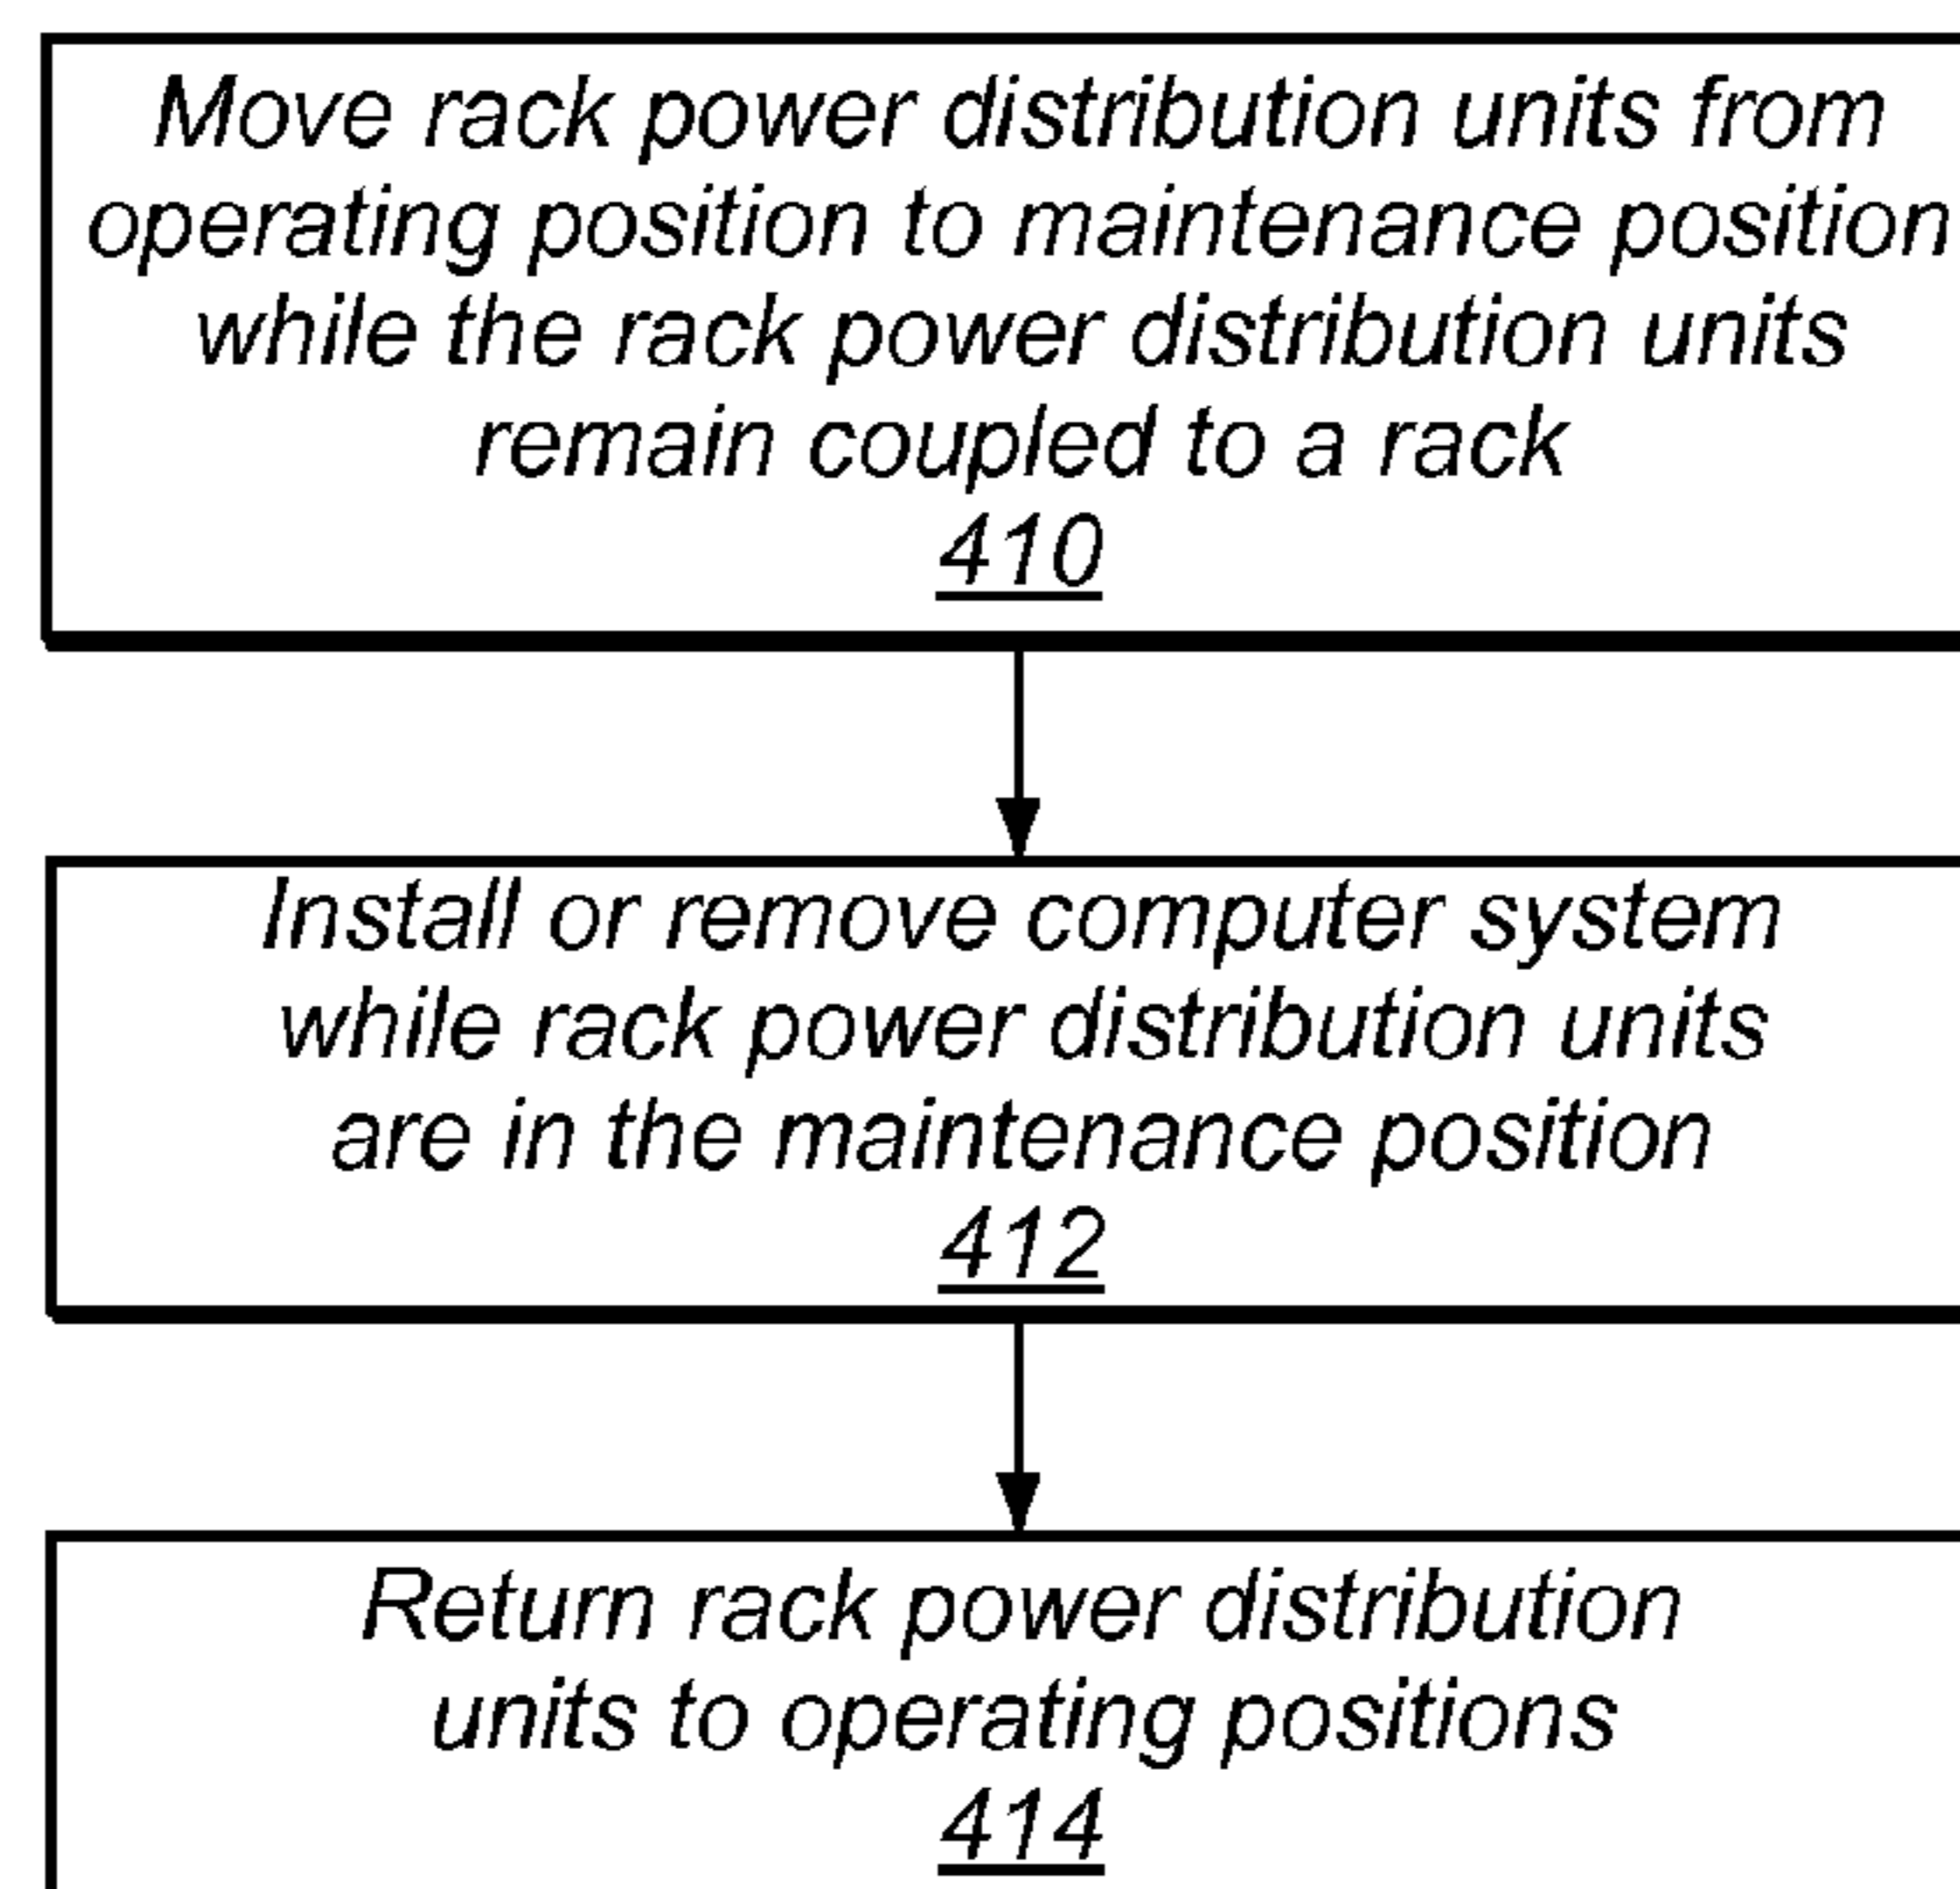 Move rack power distribution units from
operating position to maintenance position
while the rack power distribution units
remain coupled to a rack
410
Install or remove computer system
while rack power distribution units
are in the maintenance position
412
Return rack power distribution
units to operating positions
414